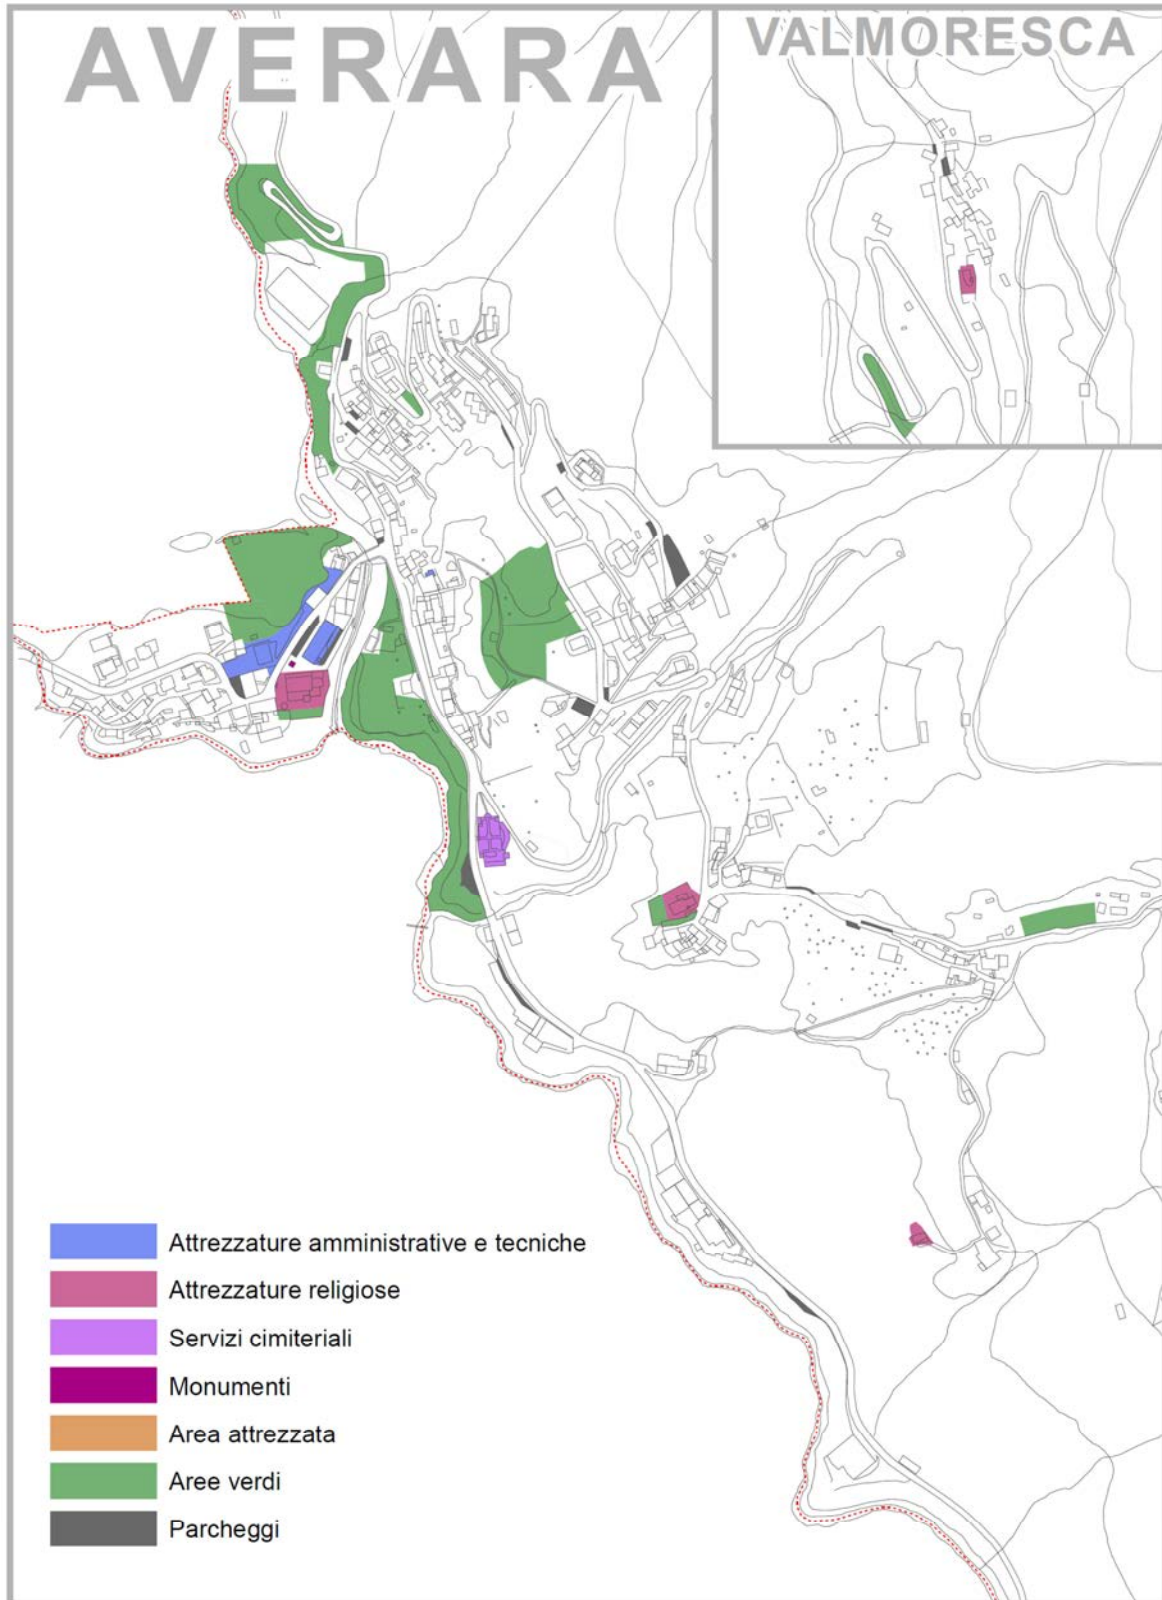 AVERARA
VALMORESCA
Attrezzature amministrative e tecniche
Attrezzature religiose
Servizi cimiteriali
Monumenti
Area attrezzata
Aree verdi
Parcheggi